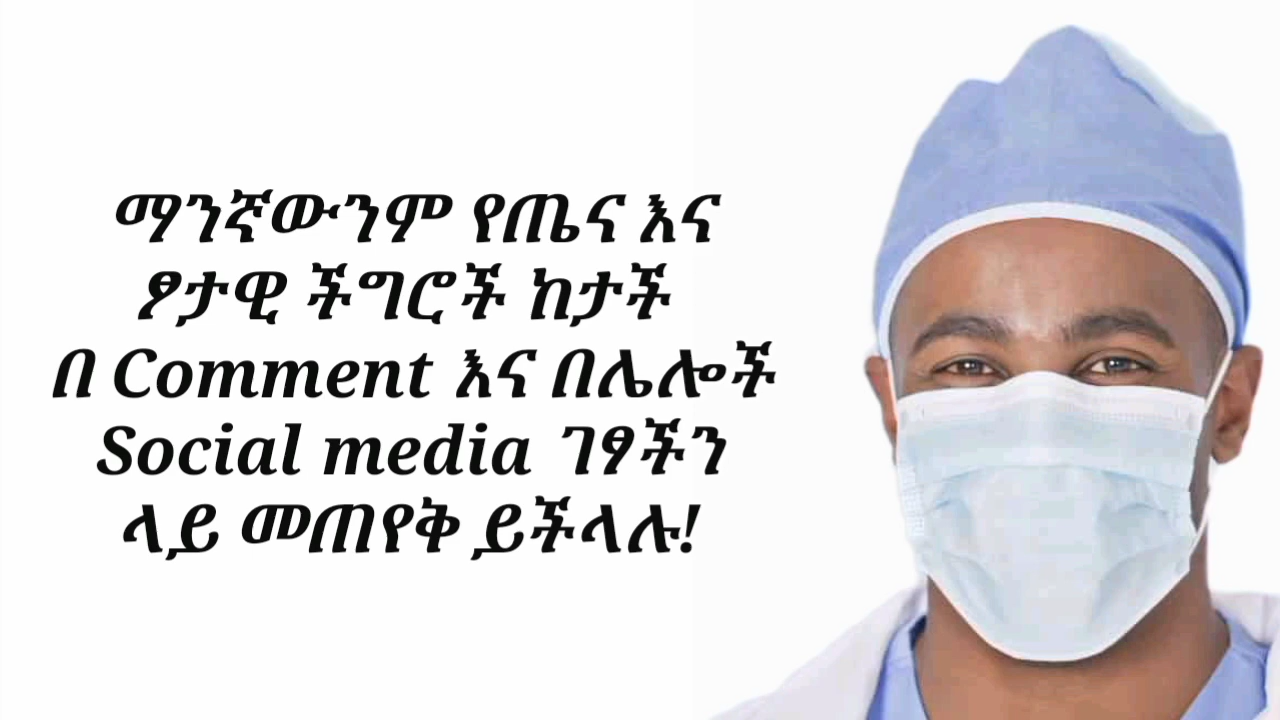 ማንኛውንም የጤና እና
ፆታዊ ችግሮች ከታች
በ Comment እና በሌሎች
Social media ገፃችን
ላይ መጠየቅ ይችላሉ!